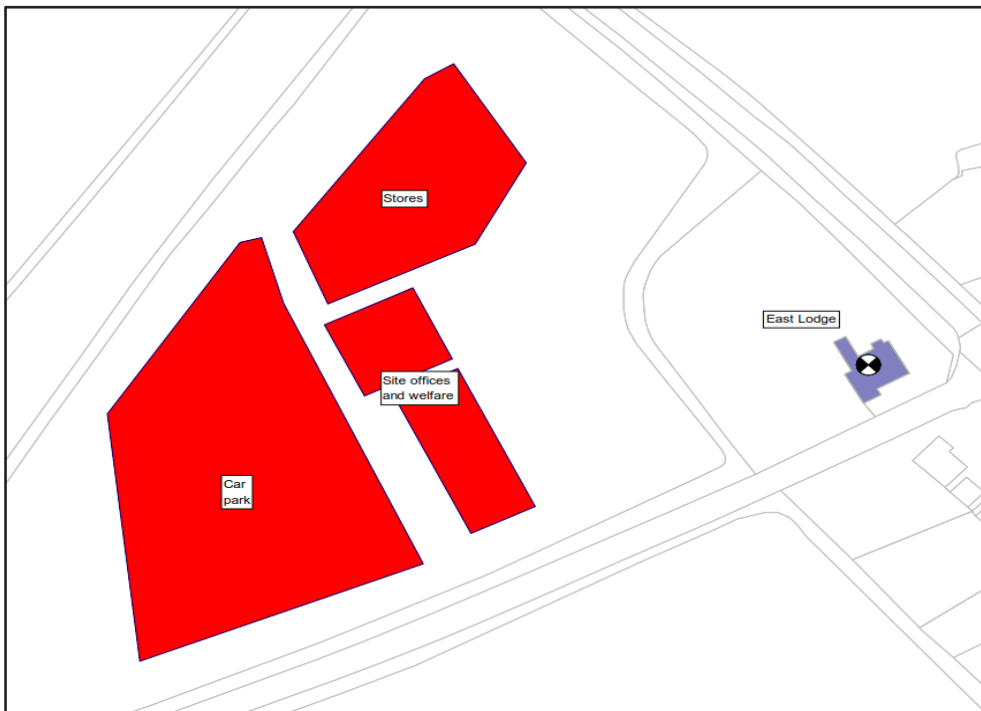 Stores
East Lodge
Site offices
and welfare
Car
park